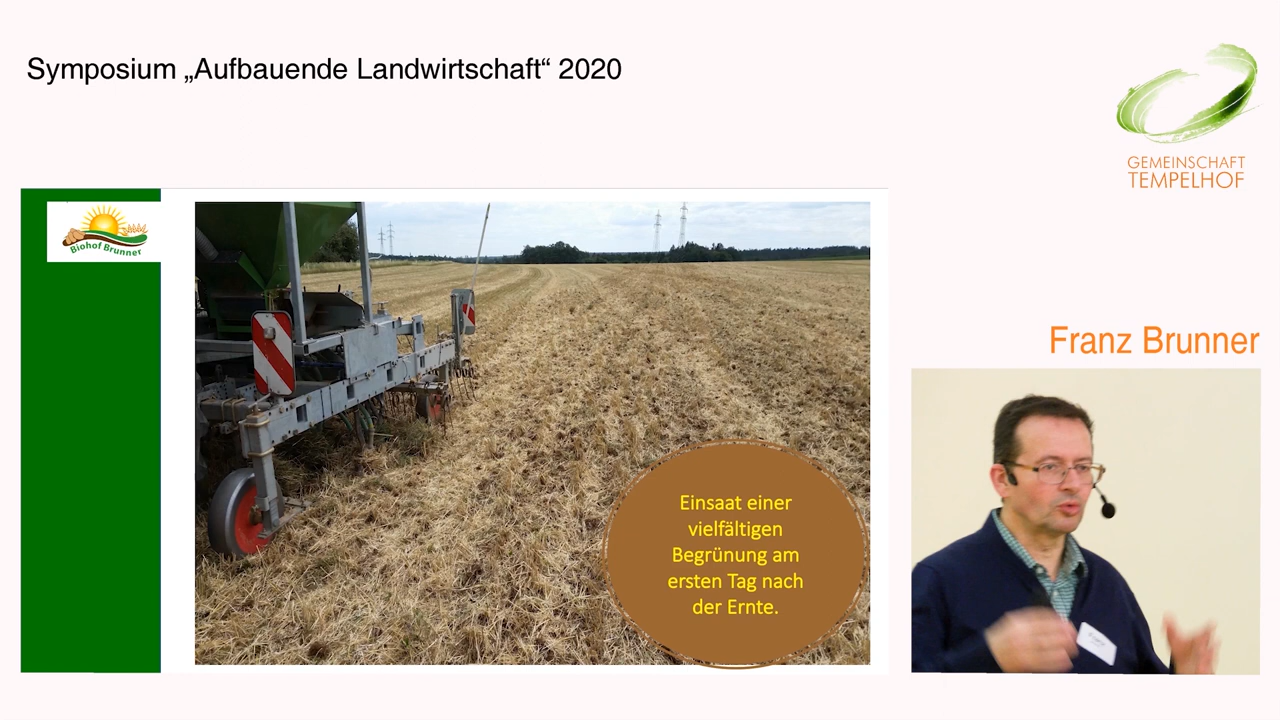 Symposium „Aufbauende Landwirtschaft“ 2020
GEMEINSCHAFT
TEMPELHOF
Biohof Brunner
Franz Brunner
Einsaat einer
vielfältigen
Begrünung am
ersten Tag nach
der Ernte.